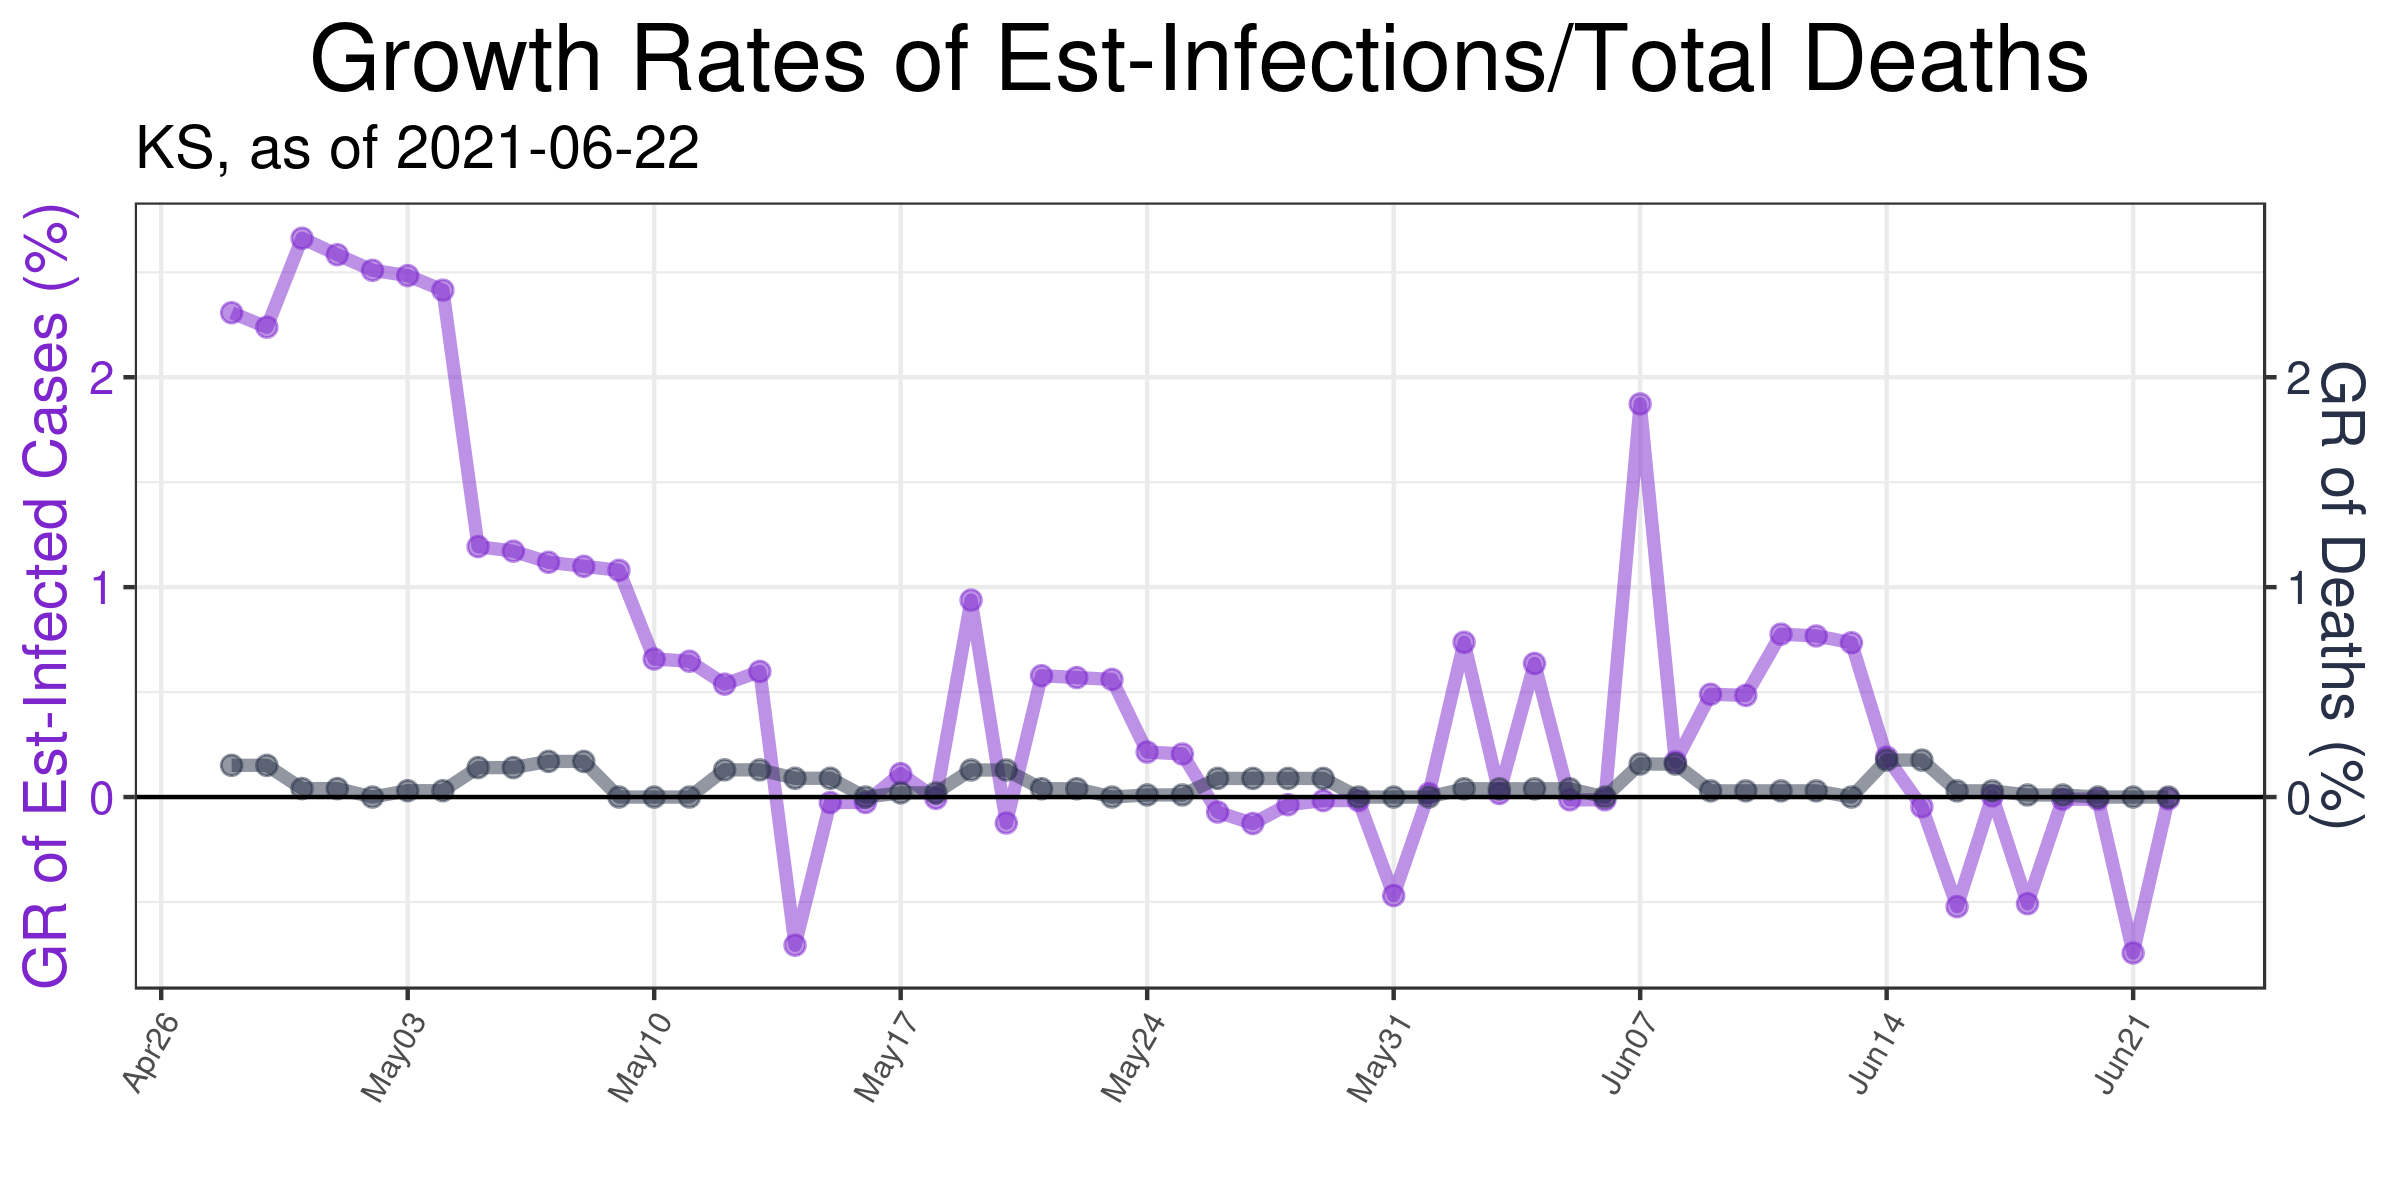 Growth Rates of Est-Infections/Total Deaths
KS, as of 2021-06-22
GR of Est-Infected Cases (%)
2
1
0
2
1
0
GR of Deaths (%)
Apr26
May03
May10
May17
May24
May31
Jun07
Jun14
Jun21